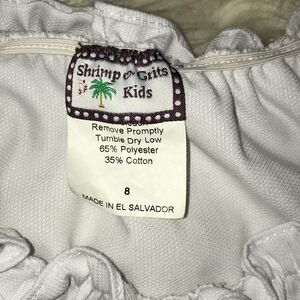 Shrimp & Grits
Kids
Remove Promptly
Tumble Dry Low
65% Polyester
35% Cotton
8
MADE IN EL SALVADOR